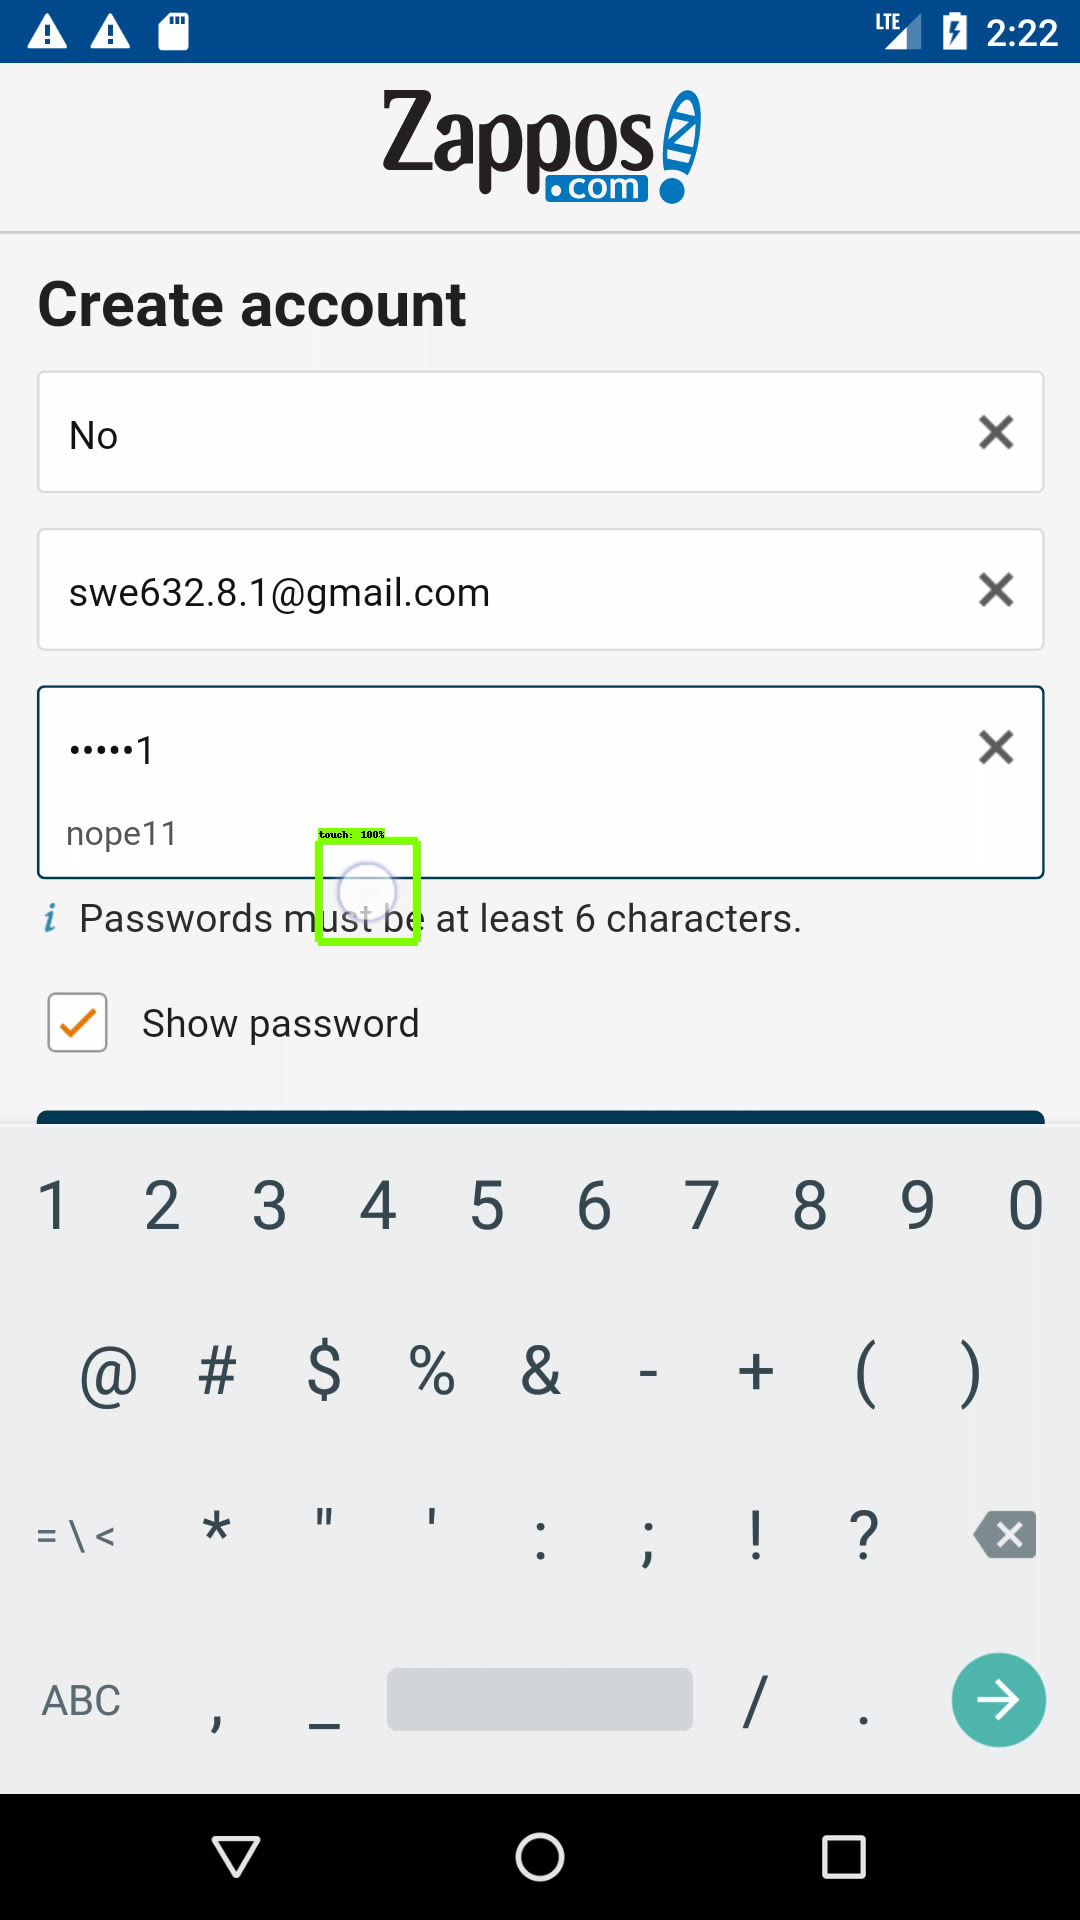 LTE 2:22
Zappos
.com
Create account
No
swe632.8.1@gmail.com
•••••1
nope11
touch: 100%
i Passwords must be at least 6 characters.
Show password
1 2 3 4 5 6 7 8 9 0
@ # $ % & - + ( )
= \ < * " ' : ; ! ?
ABC , _ / .